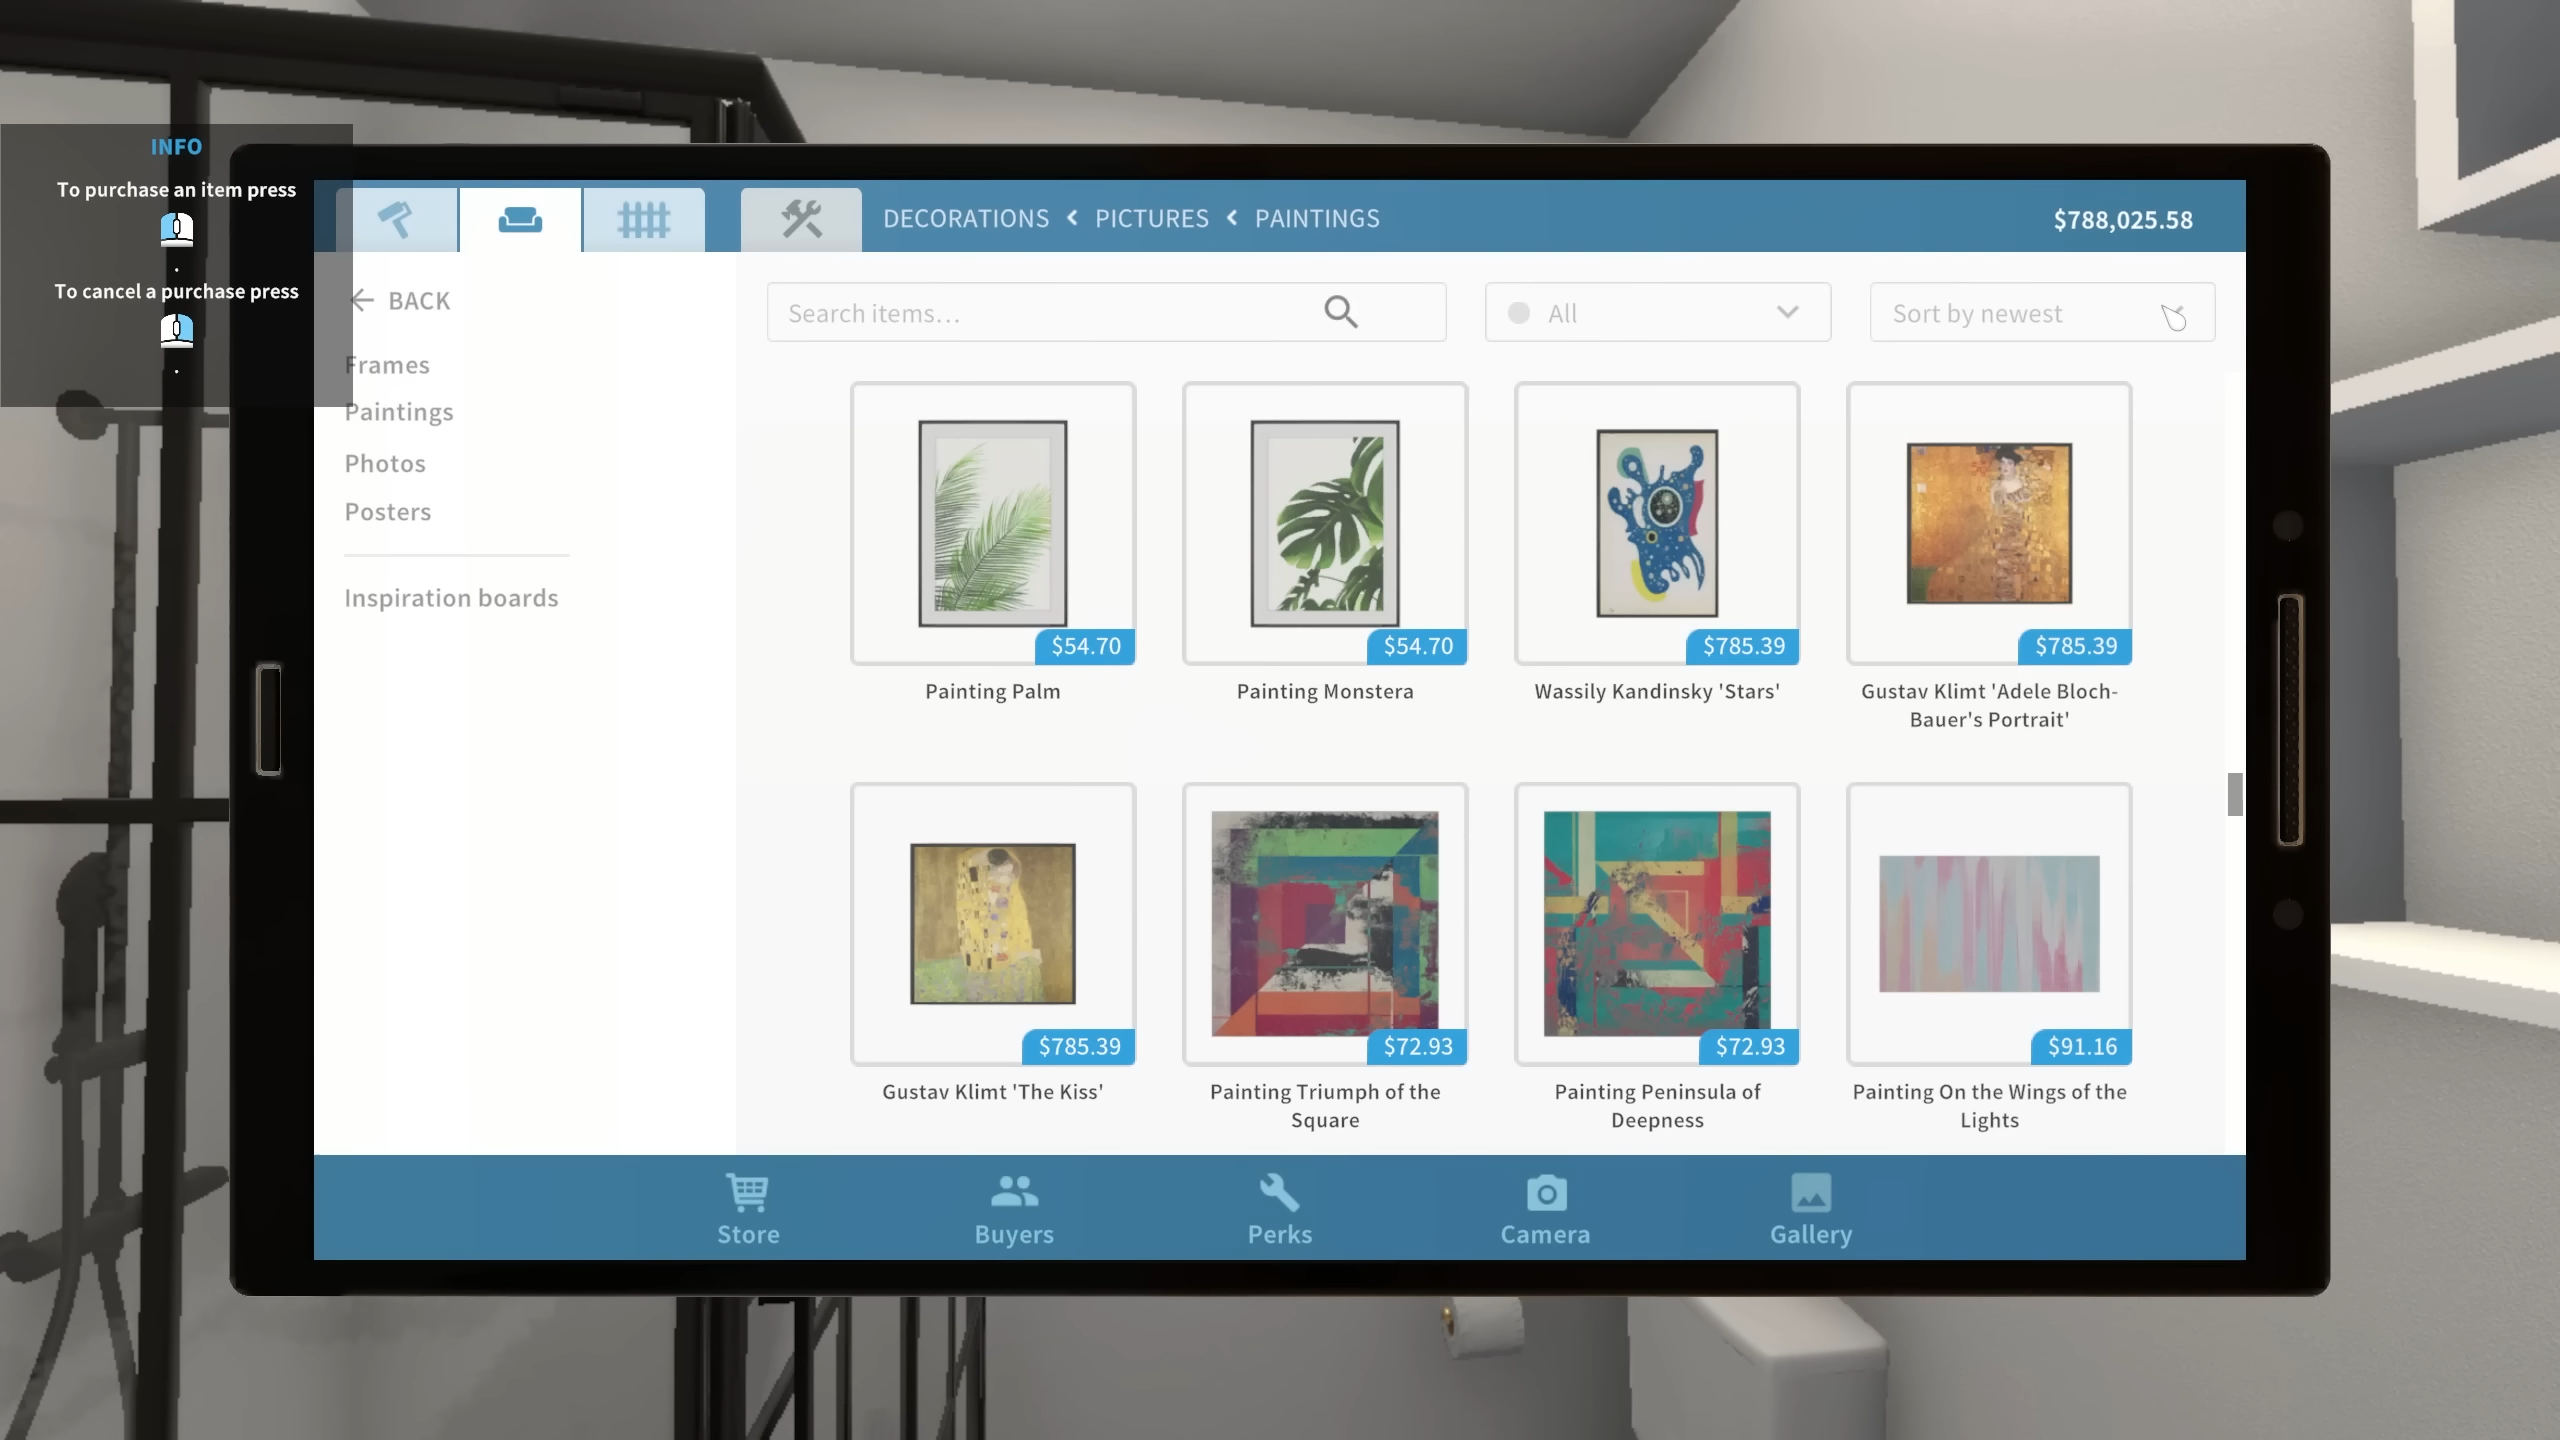 INFO
To purchase an item press
.
To cancel a purchase press
.
DECORATIONS < PICTURES < PAINTINGS
$788,025.58
BACK
Frames
Paintings
Photos
Posters
Inspiration boards
Search items...
All
Sort by newest
$54.70
$54.70
$785.39
$785.39
Painting Palm
Painting Monstera
Wassily Kandinsky 'Stars'
Gustav Klimt 'Adele Bloch-
Bauer's Portrait'
$785.39
$72.93
$72.93
$91.16
Gustav Klimt 'The Kiss'
Painting Triumph of the
Square
Painting Peninsula of
Deepness
Painting On the Wings of the
Lights
Store
Buyers
Perks
Camera
Gallery